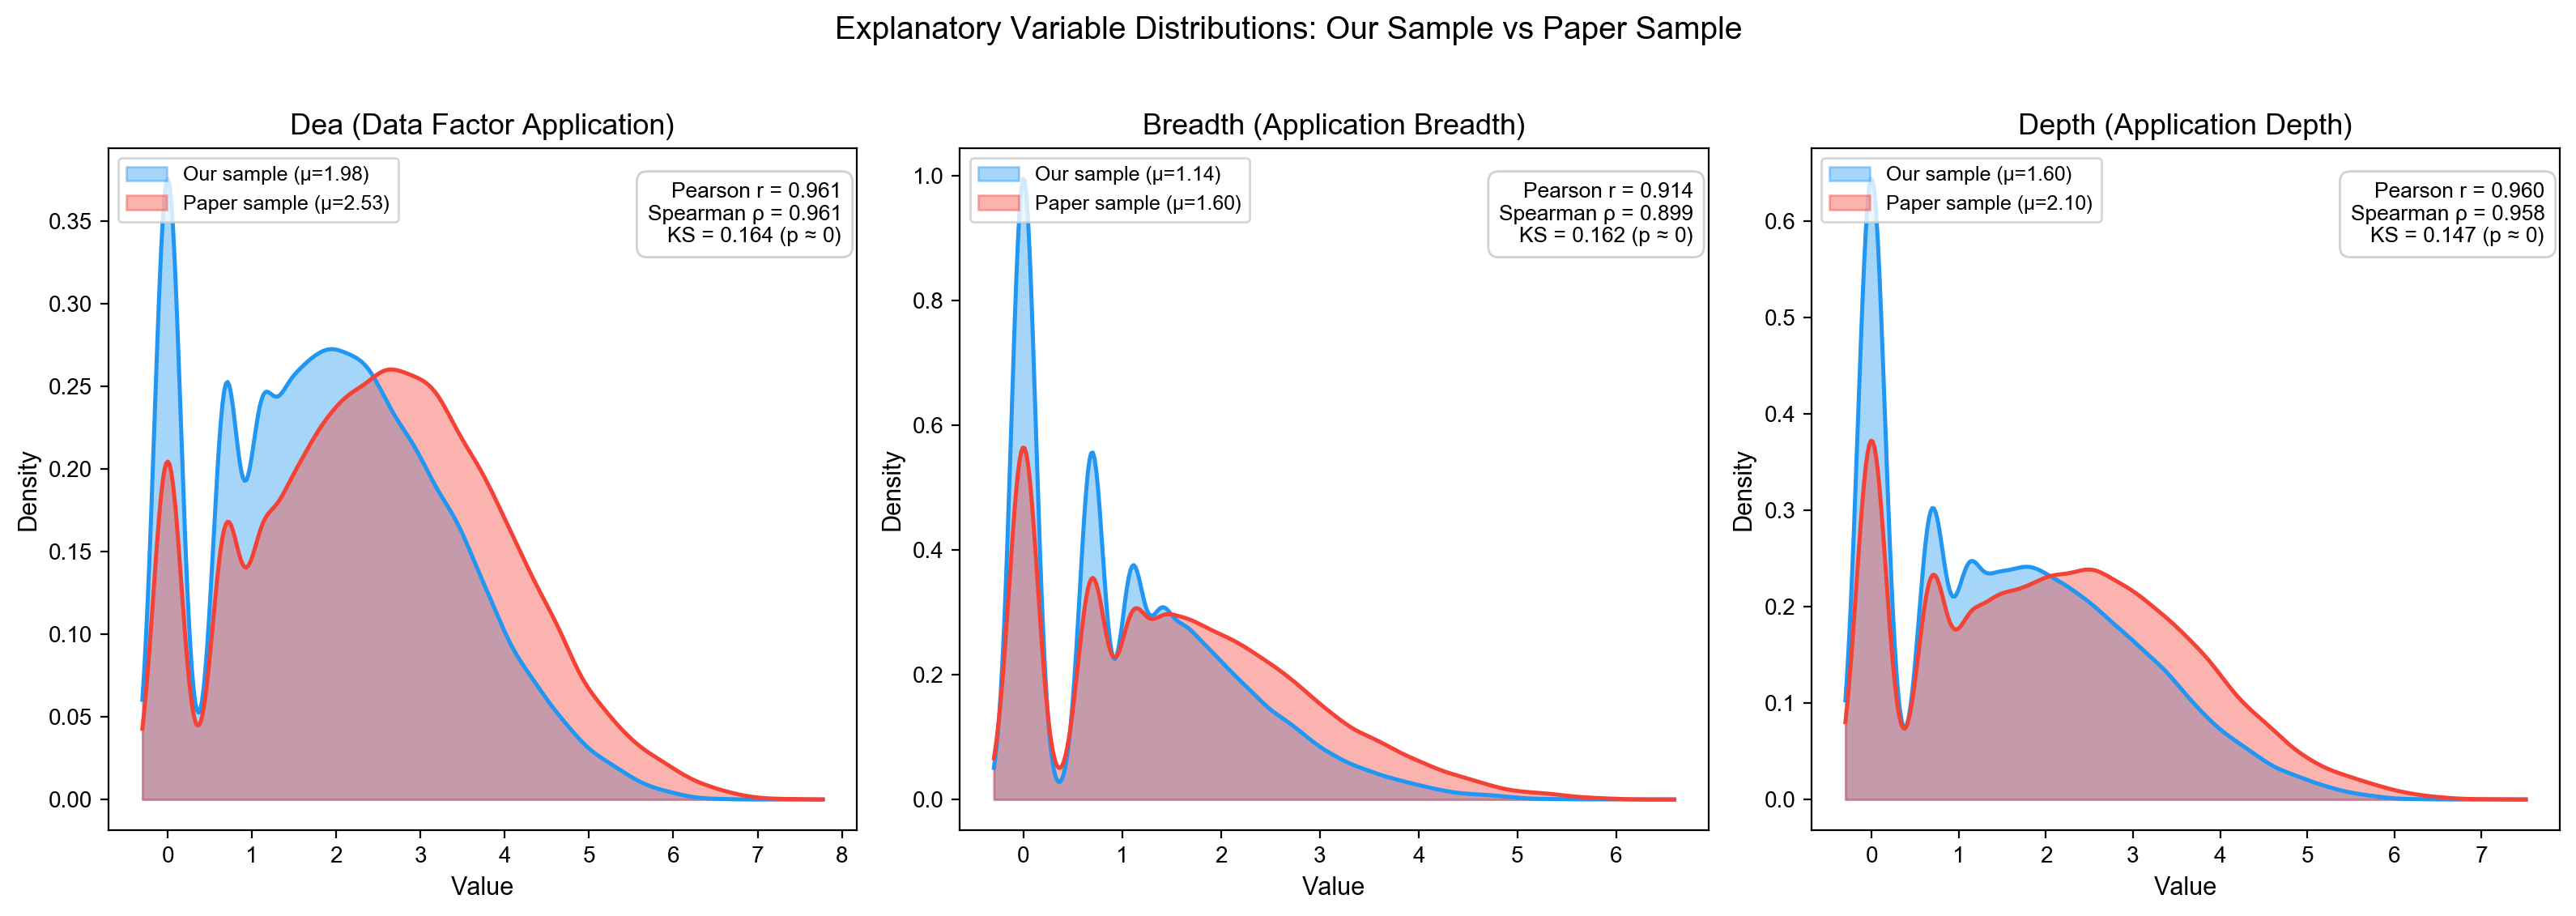 Explanatory Variable Distributions: Our Sample vs Paper Sample
Dea (Data Factor Application)
Our sample (μ=1.98)
Paper sample (μ=2.53)
Pearson r = 0.961
Spearman ρ = 0.961
KS = 0.164 (p ≈ 0)
0.35
0.30
0.25
0.20
0.15
0.10
0.05
0.00
Density
0 1 2 3 4 5 6 7 8
Value
Breadth (Application Breadth)
Our sample (μ=1.14)
Paper sample (μ=1.60)
Pearson r = 0.914
Spearman ρ = 0.899
KS = 0.162 (p ≈ 0)
1.0
0.8
0.6
0.4
0.2
0.0
Density
0 1 2 3 4 5 6
Value
Depth (Application Depth)
Our sample (μ=1.60)
Paper sample (μ=2.10)
Pearson r = 0.960
Spearman ρ = 0.958
KS = 0.147 (p ≈ 0)
0.6
0.5
0.4
0.3
0.2
0.1
0.0
Density
0 1 2 3 4 5 6 7
Value